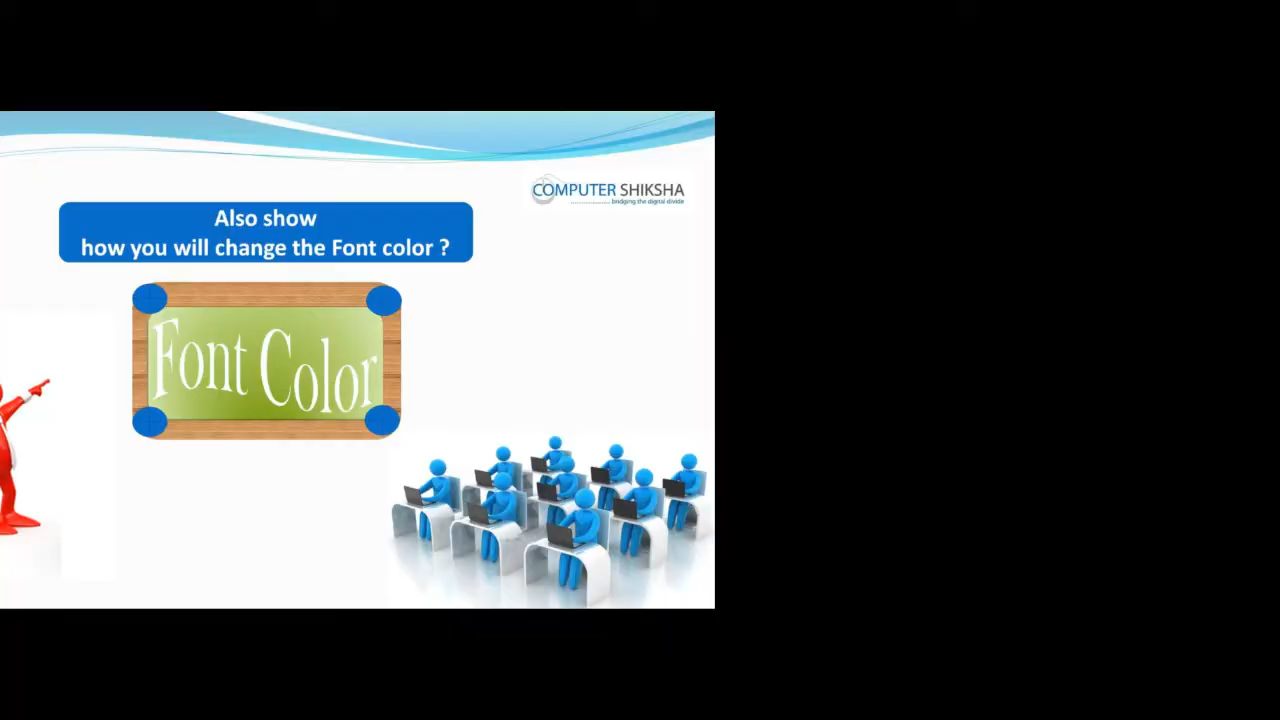 COMPUTER SHIKSHA
bridging the digital divide
Also show
how you will change the Font color ?
Font Color